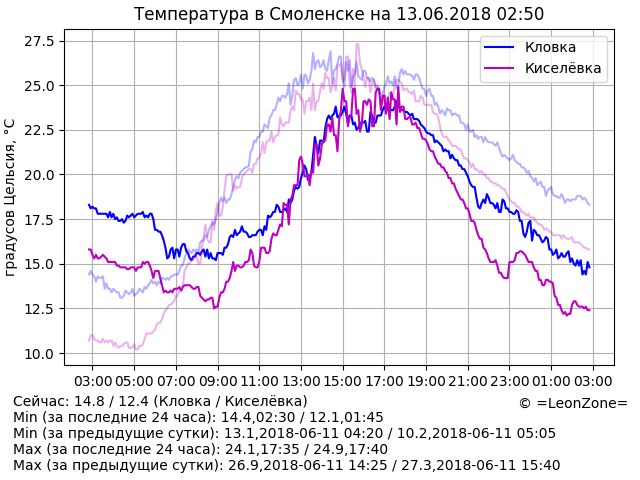 Температура в Смоленске на 13.06.2018 02:50
27.5
25.0
22.5
20.0
17.5
15.0
12.5
10.0
градусов Цельсия, °C
Кловка
Киселёвка
03:00 05:00 07:00 09:00 11:00 13:00 15:00 17:00 19:00 21:00 23:00 01:00 03:00
Сейчас: 14.8 / 12.4 (Кловка / Киселёвка)
© =LeonZone=
Min (за последние 24 часа): 14.4,02:30 / 12.1,01:45
Min (за предыдущие сутки): 13.1,2018-06-11 04:20 / 10.2,2018-06-11 05:05
Max (за последние 24 часа): 24.1,17:35 / 24.9,17:40
Max (за предыдущие сутки): 26.9,2018-06-11 14:25 / 27.3,2018-06-11 15:40